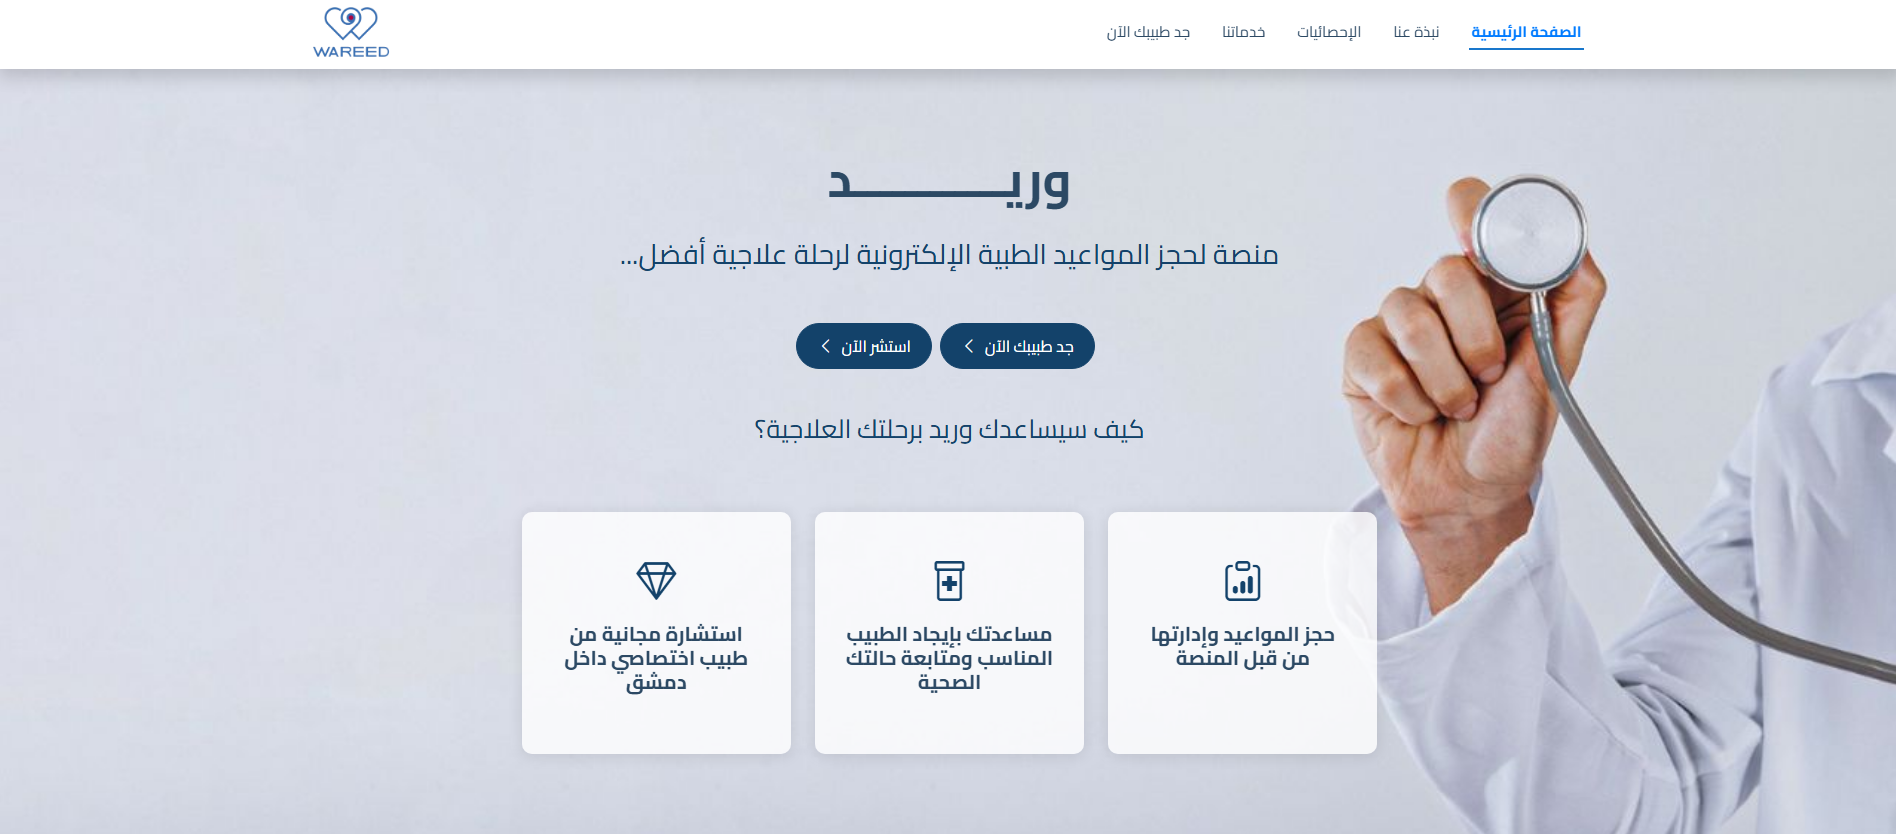 الصفحة الرئيسية
نبذة عنا
الإحصائيات
خدماتنا
جد طبيبك الآن
WAREED
وريــــــــــــد
منصة لحجز المواعيد الطبية الإلكترونية لرحلة علاجية أفضل...
جد طبيبك الآن
استشر الآن
كيف سيساعدك وريد برحلتك العلاجية؟
حجز المواعيد وإدارتها
من قبل المنصة
مساعدتك بإيجاد الطبيب
المناسب ومتابعة حالتك
الصحية
استشارة مجانية من
طبيب اختصاصي داخل
دمشق